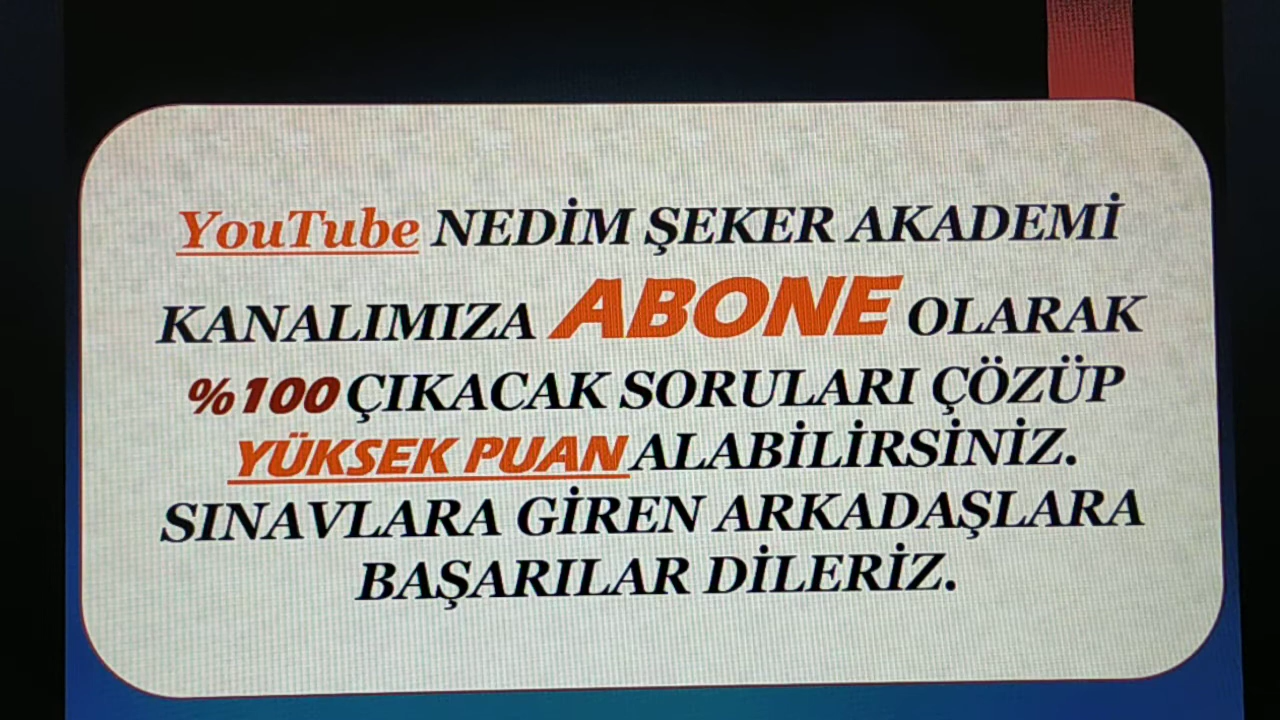 YouTube NEDİM ŞEKER AKADEMİ
KANALIMIZA ABONE OLARAK
%100 ÇIKACAK SORULARI ÇÖZÜP
YÜKSEK PUAN ALABİLİRSİNİZ.
SINAVLARA GİREN ARKADAŞLARA
BAŞARILAR DİLERİZ.